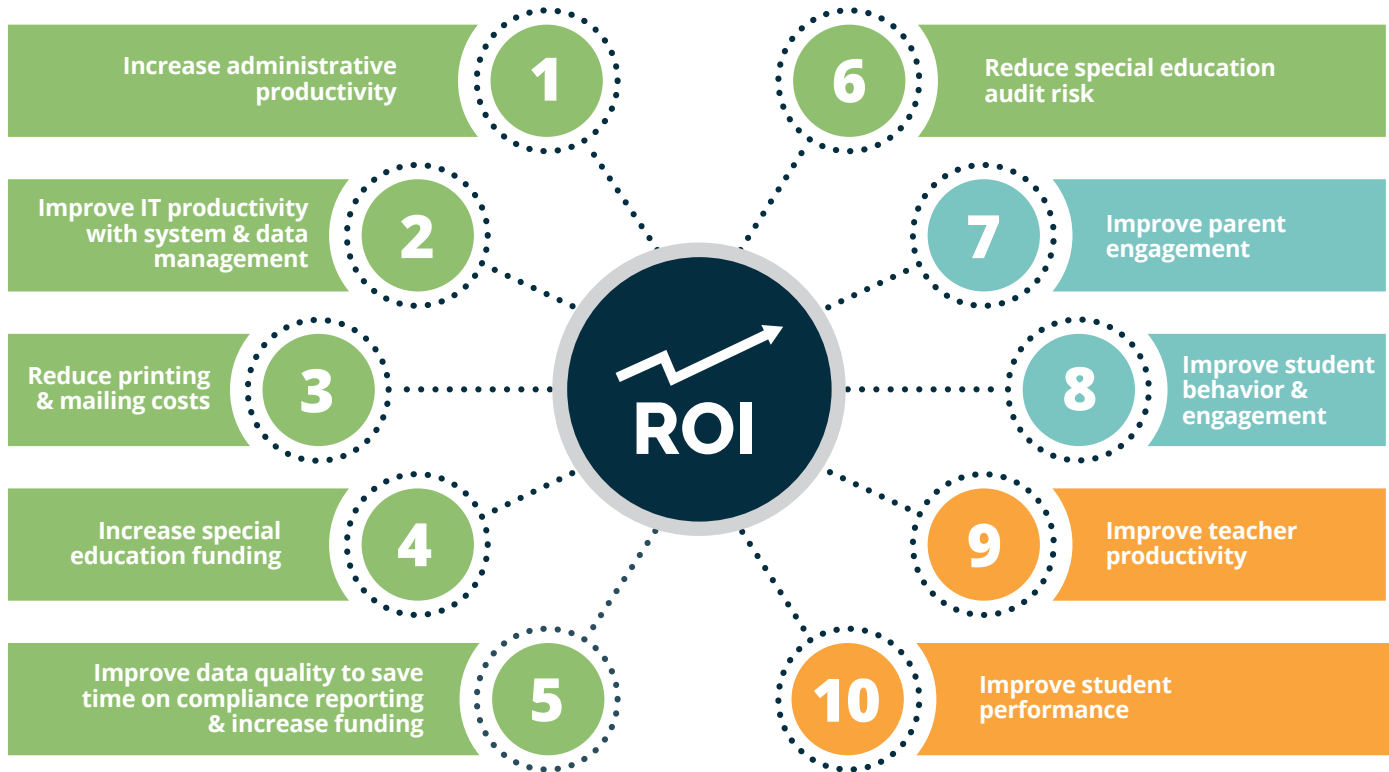 1
Increase administrative
productivity
2
Improve IT productivity
with system & data
management
3
Reduce printing
& mailing costs
4
Increase special
education funding
5
Improve data quality to save
time on compliance reporting
& increase funding
ROI
6
Reduce special education
audit risk
7
Improve parent
engagement
8
Improve student
behavior &
engagement
9
Improve teacher
productivity
10
Improve student
performance